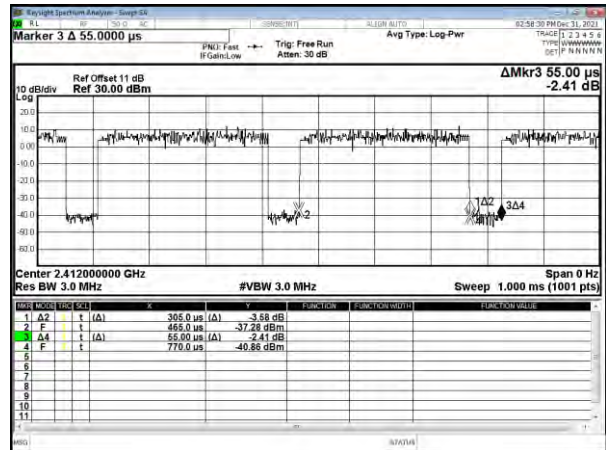 Keysight Spectrum Analyzer - Swept SA
RL RF 50 Ω AC SENSE:INT ALIGN AUTO 02:58:30 PM Dec 31, 2021
Marker 3 Δ 55.0000 μs
PNO: Fast Trig: Free Run
IFGain:Low Atten: 30 dB
Avg Type: Log-Pwr
TRACE 1 2 3 4 5 6
TYPE WWWWWW
DET P N N N N N
ΔMkr3 55.00 μs
-2.41 dB
Ref Offset 11 dB
10 dB/div Ref 30.00 dBm
Log
20.0
10.0
0.00
-10.0
-20.0
-30.0
-40.0
-50.0
-60.0
2
1Δ2
3Δ4
Center 2.412000000 GHz Span 0 Hz
Res BW 3.0 MHz #VBW 3.0 MHz Sweep 1.000 ms (1001 pts)
MKR MODE TRC SCL X Y FUNCTION FUNCTION WIDTH FUNCTION VALUE
1 Δ2 t (Δ) 305.0 μs (Δ) -3.58 dB
2 F t 465.0 μs -37.28 dBm
3 Δ4 t (Δ) 55.00 μs (Δ) -2.41 dB
4 F t 770.0 μs -40.86 dBm
5
6
7
8
9
10
11
MSG STATUS